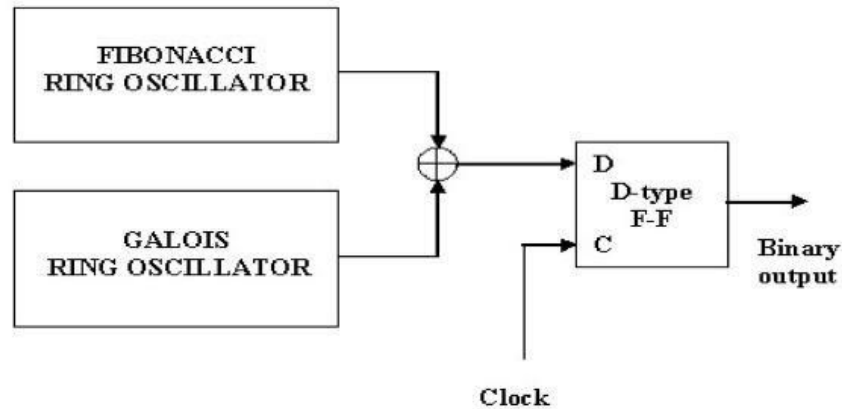 FIBONACCI
RING OSCILLATOR
GALOIS
RING OSCILLATOR
D
D-type
F-F
C
Binary
output
Clock